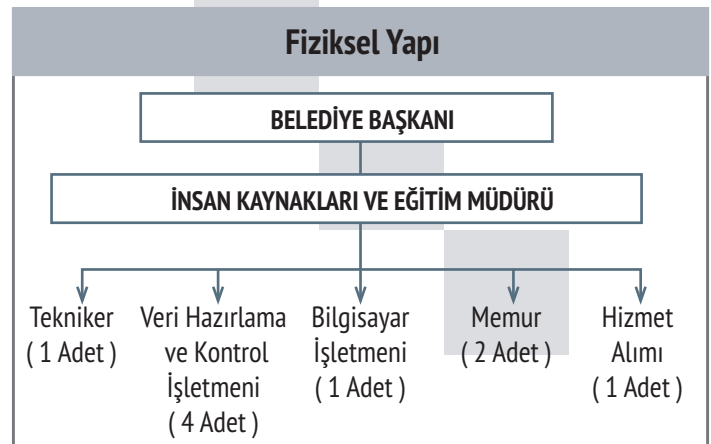 Fiziksel Yapı
BELEDİYE BAŞKANI
İNSAN KAYNAKLARI VE EĞİTİM MÜDÜRÜ
Tekniker
( 1 Adet )
Veri Hazırlama
ve Kontrol
İşletmeni
( 4 Adet )
Bilgisayar
İşletmeni
( 1 Adet )
Memur
( 2 Adet )
Hizmet
Alımı
( 1 Adet )